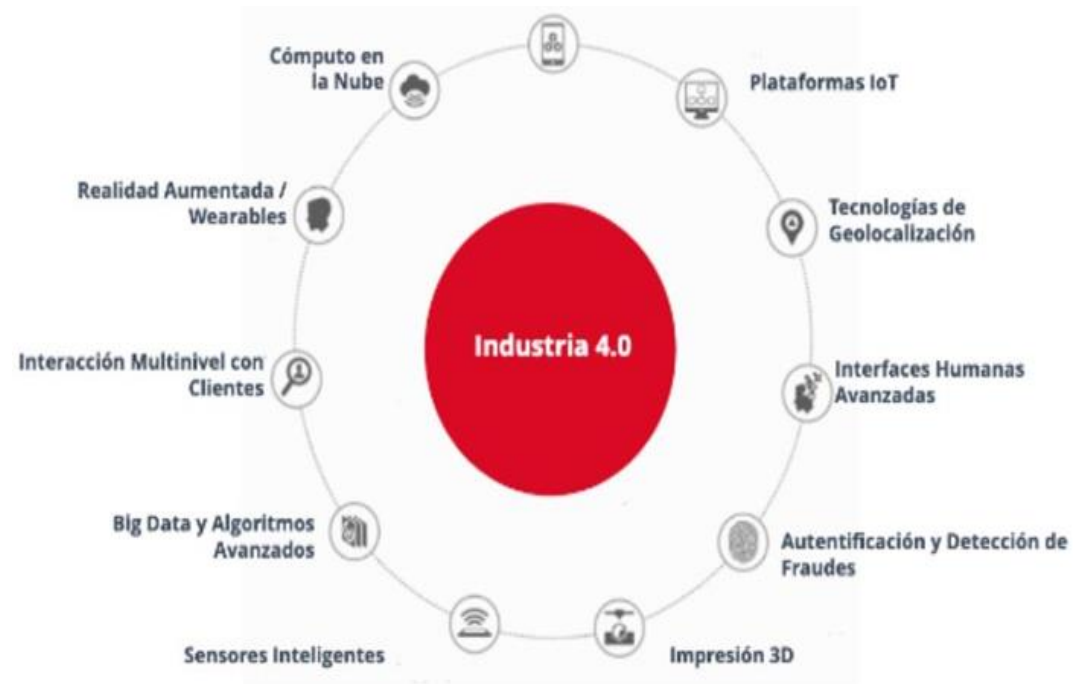 Cómputo en
la Nube
Plataformas IoT
Realidad Aumentada /
Wearables
Tecnologías de
Geolocalización
Industria 4.0
Interacción Multinivel con
Clientes
Interfaces Humanas
Avanzadas
Big Data y Algoritmos
Avanzados
Autentificación y Detección de
Fraudes
Sensores Inteligentes
Impresión 3D